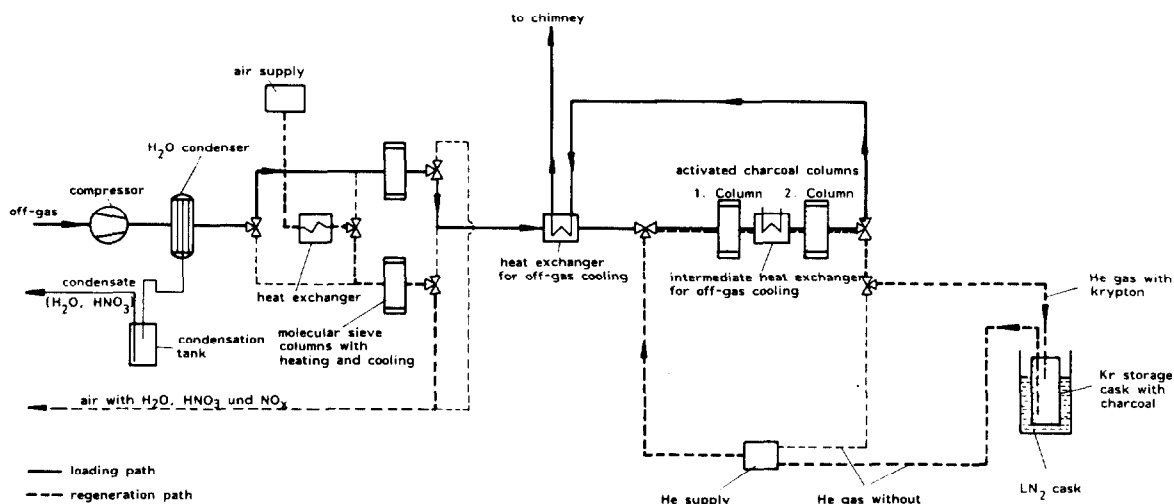 to chimney
air supply
H₂O condenser
compressor
off-gas
activated charcoal columns
1. Column
2. Column
heat exchanger
for off-gas cooling
intermediate heat exchanger
for off-gas cooling
He gas with
krypton
condensate
(H₂O, HNO₃)
heat exchanger
condensation
tank
molecular sieve
columns with
heating and cooling
Kr storage
cask with
charcoal
air with H₂O, HNO₃ und NOₓ
loading path
regeneration path
He supply
He gas without
LN₂ cask